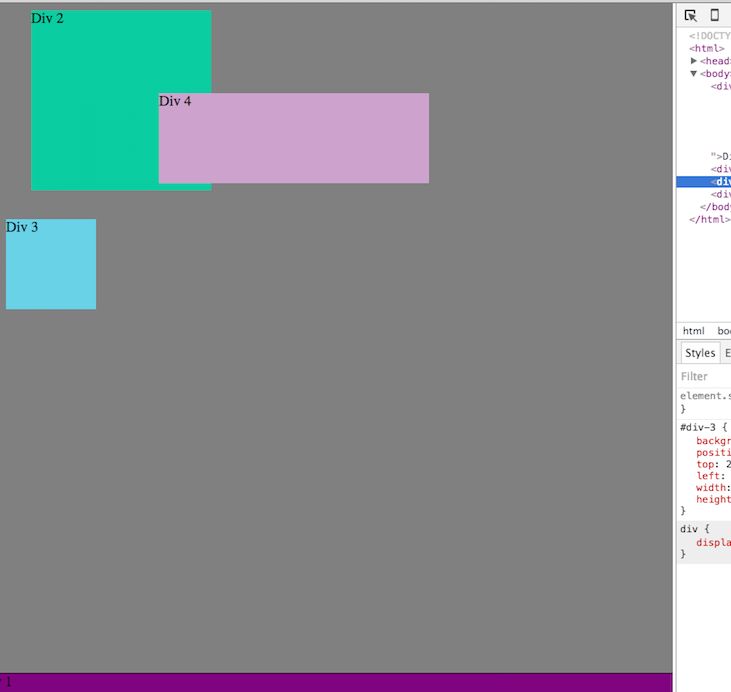 Div 2
Div 4
Div 3
1
<!DOCTY
<html>
▶<head>
▼<body>
<div
">Di
<div
<div
<div
</body
</html>
html bo
Styles E
Filter
element.s
}
#div-3 {
backgr
positi
top: 2
left:
width:
height
}
div {
displa
}